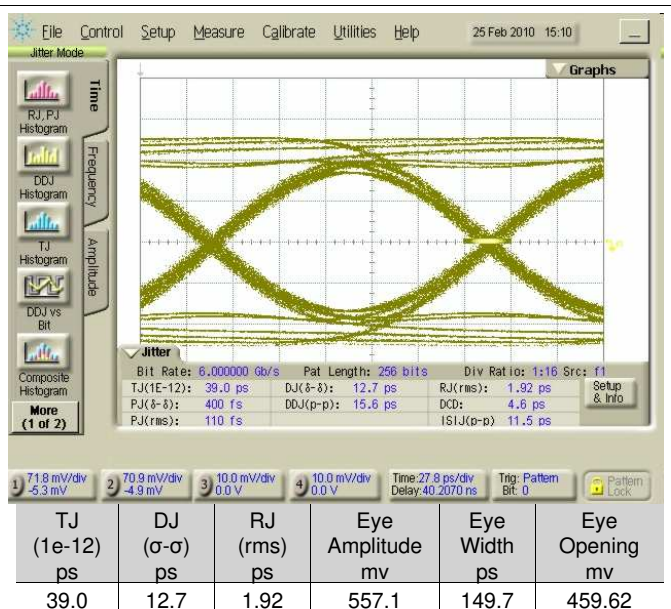 File Control Setup Measure Calibrate Utilities Help 25 Feb 2010 15:10
Jitter Mode
Graphs
Time
Frequency
Amplitude
RJ, PJ
Histogram
DDJ
Histogram
TJ
Histogram
DDJ vs
Bit
Composite
Histogram
More
(1 of 2)
Jitter
Bit Rate: 6.000000 Gb/s Pat Length: 256 bits Div Ratio: 1:16 Src: f1
TJ(1E-12): 39.0 ps DJ(δ-δ): 12.7 ps RJ(rms): 1.92 ps
PJ(δ-δ): 400 fs DDJ(p-p): 15.6 ps DCD: 4.6 ps
PJ(rms): 110 fs ISI(p-p) 11.5 ps
Setup
& Info
1) 71.8 mV/div 2) 70.9 mV/div 3) 10.0 mV/div 4) 10.0 mV/div Time:27.8 ps/div Trig: Pattern Pattern
-5.3 mV -4.9 mV 0.0 V 0.0 V Delay:40.2070 ns Bit: 0 Lock
TJ DJ RJ Eye Eye Eye
(1e-12) (σ-σ) (rms) Amplitude Width Opening
ps ps ps mv ps mv
39.0 12.7 1.92 557.1 149.7 459.62